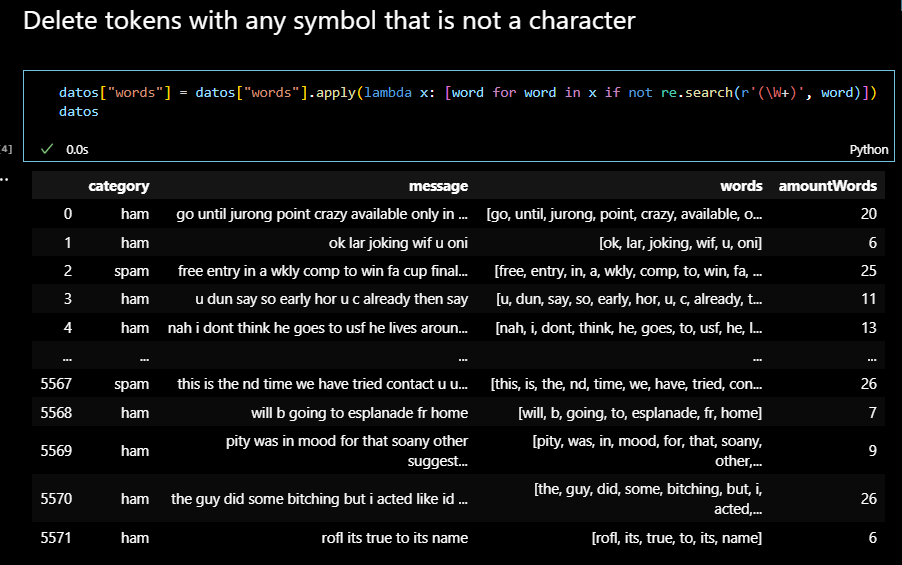 Delete tokens with any symbol that is not a character
datos["words"] = datos["words"].apply(lambda x: [word for word in x if not re.search(r'(\W+)', word)])
datos
4]
0.0s
Python
category message words amountWords
0 ham go until jurong point crazy available only in ... [go, until, jurong, point, crazy, available, o... 20
1 ham ok lar joking wif u oni [ok, lar, joking, wif, u, oni] 6
2 spam free entry in a wkly comp to win fa cup final... [free, entry, in, a, wkly, comp, to, win, fa, ... 25
3 ham u dun say so early hor u c already then say [u, dun, say, so, early, hor, u, c, already, t... 11
4 ham nah i dont think he goes to usf he lives aroun... [nah, i, dont, think, he, goes, to, usf, he, l... 13
... ... ... ... ...
5567 spam this is the nd time we have tried contact u u... [this, is, the, nd, time, we, have, tried, con... 26
5568 ham will b going to esplanade fr home [will, b, going, to, esplanade, fr, home] 7
5569 ham pity was in mood for that soany other suggest... [pity, was, in, mood, for, that, soany, other,... 9
5570 ham the guy did some bitching but i acted like id ... [the, guy, did, some, bitching, but, i, acted,... 26
5571 ham rofl its true to its name [rofl, its, true, to, its, name] 6